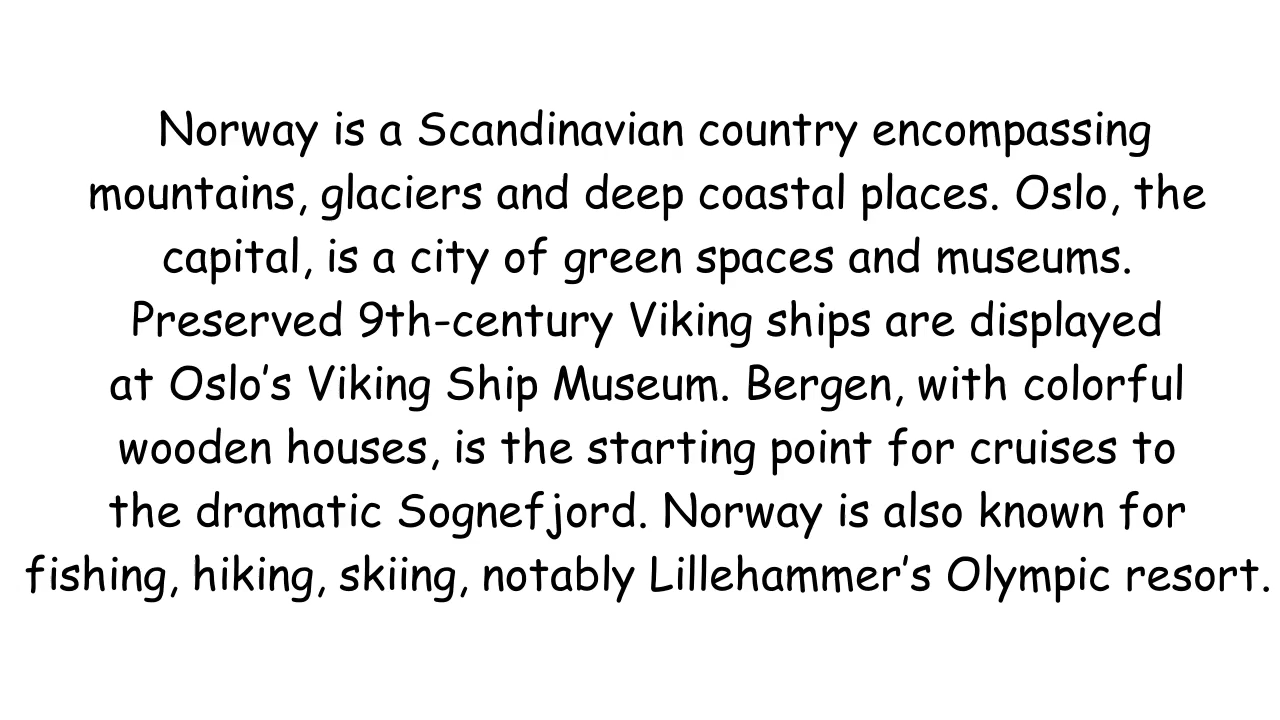 Norway is a Scandinavian country encompassing
mountains, glaciers and deep coastal places. Oslo, the
capital, is a city of green spaces and museums.
Preserved 9th-century Viking ships are displayed
at Oslo’s Viking Ship Museum. Bergen, with colorful
wooden houses, is the starting point for cruises to
the dramatic Sognefjord. Norway is also known for
fishing, hiking, skiing, notably Lillehammer’s Olympic resort.